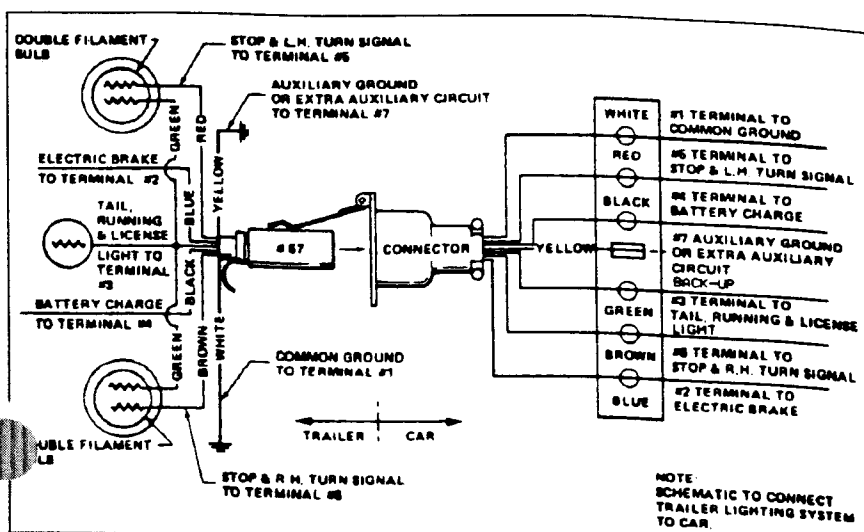 DOUBLE FILAMENT
BULB
STOP & L.H. TURN SIGNAL
TO TERMINAL #5
AUXILIARY GROUND
OR EXTRA AUXILIARY CIRCUIT
TO TERMINAL #7
GREEN
RED
ELECTRIC BRAKE
TO TERMINAL #2
BLUE
YELLOW
TAIL,
RUNNING
& LICENSE
LIGHT TO
TERMINAL
#3
BLACK
BATTERY CHARGE
TO TERMINAL #4
GREEN
BROWN
WHITE
COMMON GROUND
TO TERMINAL #1
UBLE FILAMENT
LB
STOP & R.H. TURN SIGNAL
TO TERMINAL #6
#67
CONNECTOR
TRAILER
CAR
YELLOW
WHITE
#1 TERMINAL TO
COMMON GROUND
RED
#5 TERMINAL TO
STOP & L.H. TURN SIGNAL
BLACK
#4 TERMINAL TO
BATTERY CHARGE
#7 AUXILIARY GROUND
OR EXTRA AUXILIARY
CIRCUIT
BACK-UP
GREEN
#3 TERMINAL TO
TAIL, RUNNING & LICENSE
LIGHT
BROWN
#6 TERMINAL TO
STOP & R.H. TURN SIGNAL
BLUE
#2 TERMINAL TO
ELECTRIC BRAKE
NOTE:
SCHEMATIC TO CONNECT
TRAILER LIGHTING SYSTEM
TO CAR.